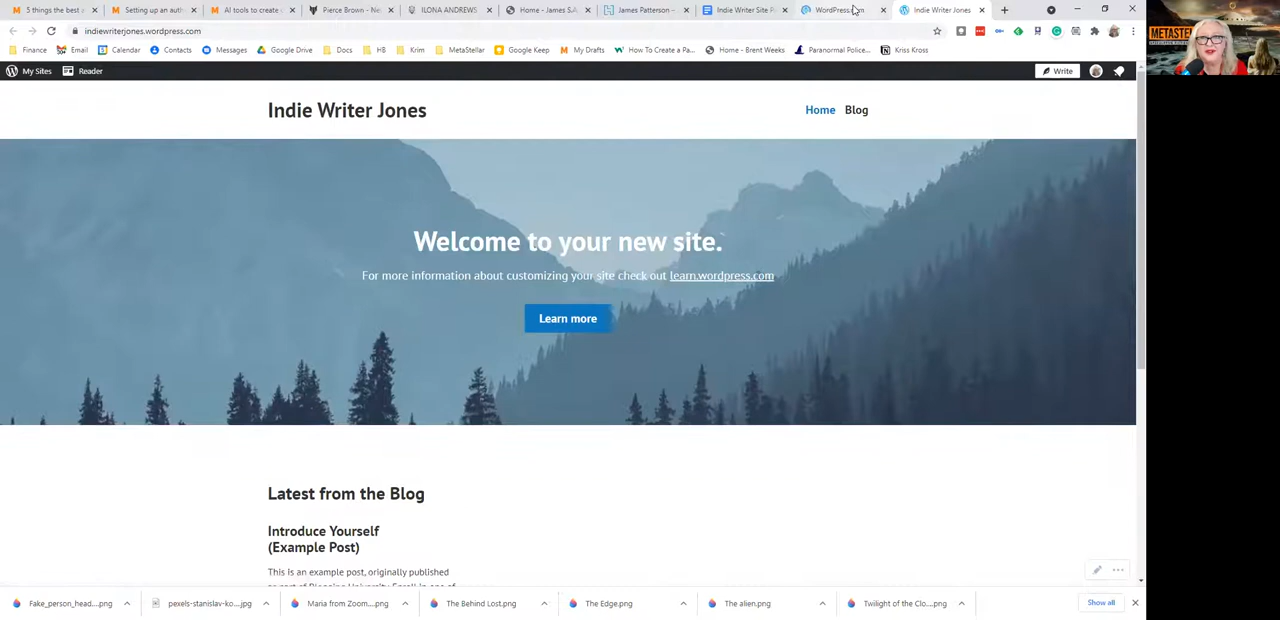 5 things the best a
Setting up an auth
AI tools to create
Pierce Brown - Ne
ILONA ANDREWS
Home - James S.A.
James Patterson -
Indie Writer Site P
WordPress.com
Indie Writer Jones
indiewriterjones.wordpress.com
Finance
Email
Calendar
Contacts
Messages
Google Drive
Docs
HB
Krim
MetaStellar
Google Keep
My Drafts
How To Create a Pa...
Home - Brent Weeks
Paranormal Police...
Kriss Kross
My Sites
Reader
Write
Indie Writer Jones
Home
Blog
Welcome to your new site.
For more information about customizing your site check out learn.wordpress.com
Learn more
Latest from the Blog
Introduce Yourself
(Example Post)
This is an example post, originally published
Fake_person_head....png
pexels-stanislav-ko....jpg
Maria from Zoom....png
The Behind Lost.png
The Edge.png
The alien.png
Twilight of the Clo....png
Show all